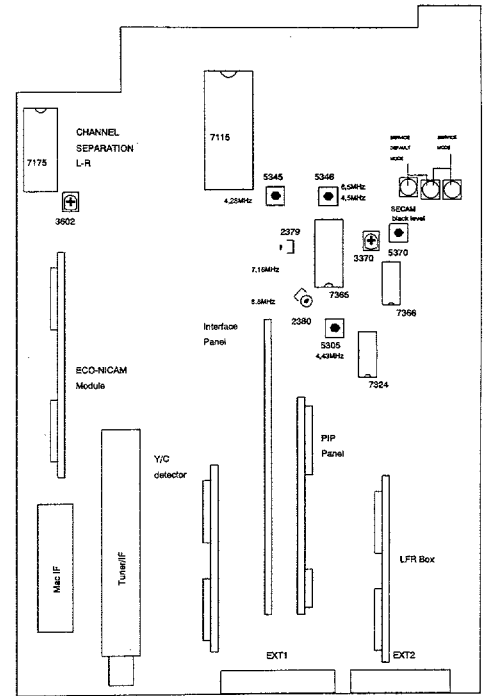 7175
CHANNEL
SEPARATION
L-R
3602
7115
SERVICE
DEFAULT
MODE
SERVICE
MODE
5345
4,28MHz
5346
6,5MHz
4,5MHz
SECAM
black level
5370
2379
7,15MHz
3370
7365
7366
8,8MHz
2380
5305
4,43MHz
7324
Interface
Panel
ECO-NICAM
Module
Y/C
detector
PIP
Panel
Mac IF
Tuner/IF
LFR Box
EXT1
EXT2